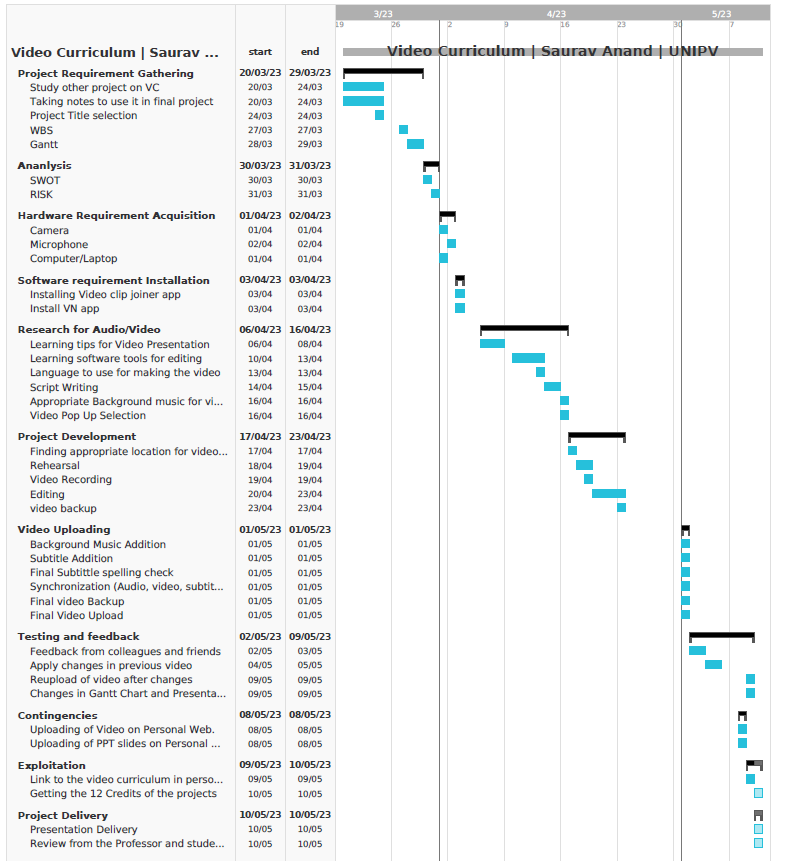 3/23 4/23 5/23
19 26 2 9 16 23 30 7
Video Curriculum | Saurav ... start end Video Curriculum | Saurav Anand | UNIPV
Project Requirement Gathering 20/03/23 29/03/23
Study other project on VC 20/03 24/03
Taking notes to use it in final project 20/03 24/03
Project Title selection 24/03 24/03
WBS 27/03 27/03
Gantt 28/03 29/03
Ananlysis 30/03/23 31/03/23
SWOT 30/03 30/03
RISK 31/03 31/03
Hardware Requirement Acquisition 01/04/23 02/04/23
Camera 01/04 01/04
Microphone 02/04 02/04
Computer/Laptop 01/04 01/04
Software requirement Installation 03/04/23 03/04/23
Installing Video clip joiner app 03/04 03/04
Install VN app 03/04 03/04
Research for Audio/Video 06/04/23 16/04/23
Learning tips for Video Presentation 06/04 08/04
Learning software tools for editing 10/04 13/04
Language to use for making the video 13/04 13/04
Script Writing 14/04 15/04
Appropriate Background music for vi... 16/04 16/04
Video Pop Up Selection 16/04 16/04
Project Development 17/04/23 23/04/23
Finding appropriate location for video... 17/04 17/04
Rehearsal 18/04 19/04
Video Recording 19/04 19/04
Editing 20/04 23/04
video backup 23/04 23/04
Video Uploading 01/05/23 01/05/23
Background Music Addition 01/05 01/05
Subtitle Addition 01/05 01/05
Final Subtittle spelling check 01/05 01/05
Synchronization (Audio, video, subtit... 01/05 01/05
Final video Backup 01/05 01/05
Final Video Upload 01/05 01/05
Testing and feedback 02/05/23 09/05/23
Feedback from colleagues and friends 02/05 03/05
Apply changes in previous video 04/05 05/05
Reupload of video after changes 09/05 09/05
Changes in Gantt Chart and Presenta... 09/05 09/05
Contingencies 08/05/23 08/05/23
Uploading of Video on Personal Web. 08/05 08/05
Uploading of PPT slides on Personal ... 08/05 08/05
Exploitation 09/05/23 10/05/23
Link to the video curriculum in perso... 09/05 09/05
Getting the 12 Credits of the projects 10/05 10/05
Project Delivery 10/05/23 10/05/23
Presentation Delivery 10/05 10/05
Review from the Professor and stude... 10/05 10/05